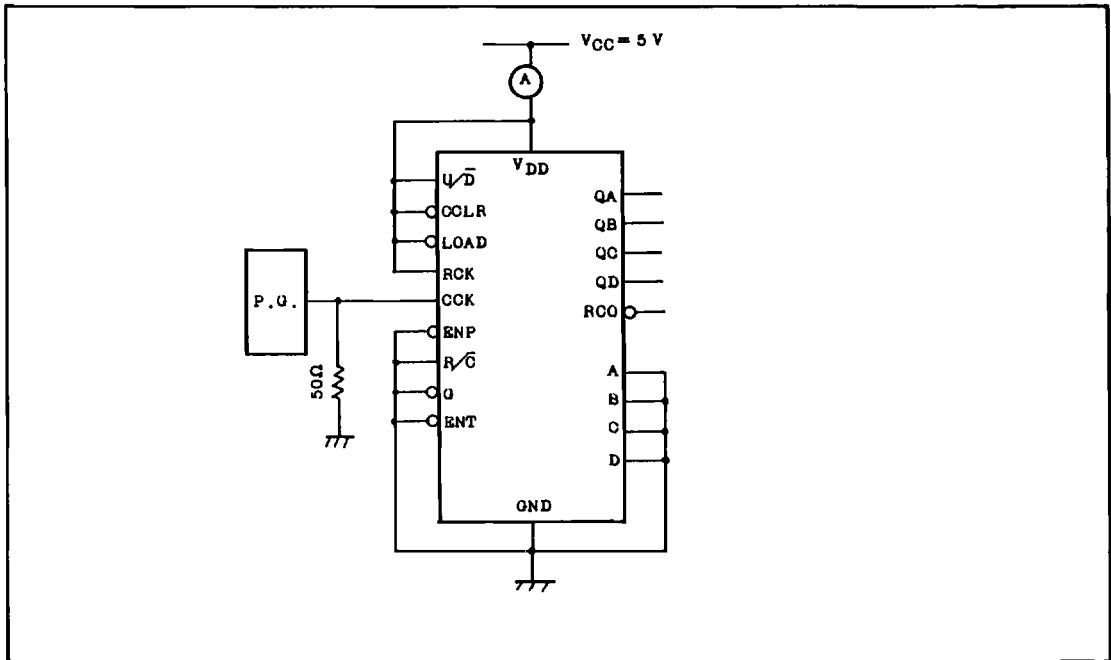 VCC = 5 V
A
VDD
U/D̅
CCLR
LOAD
RCK
CCK
ENP
R/C̅
G
ENT
QA
QB
QC
QD
RCO
A
B
C
D
GND
P.G.
50Ω